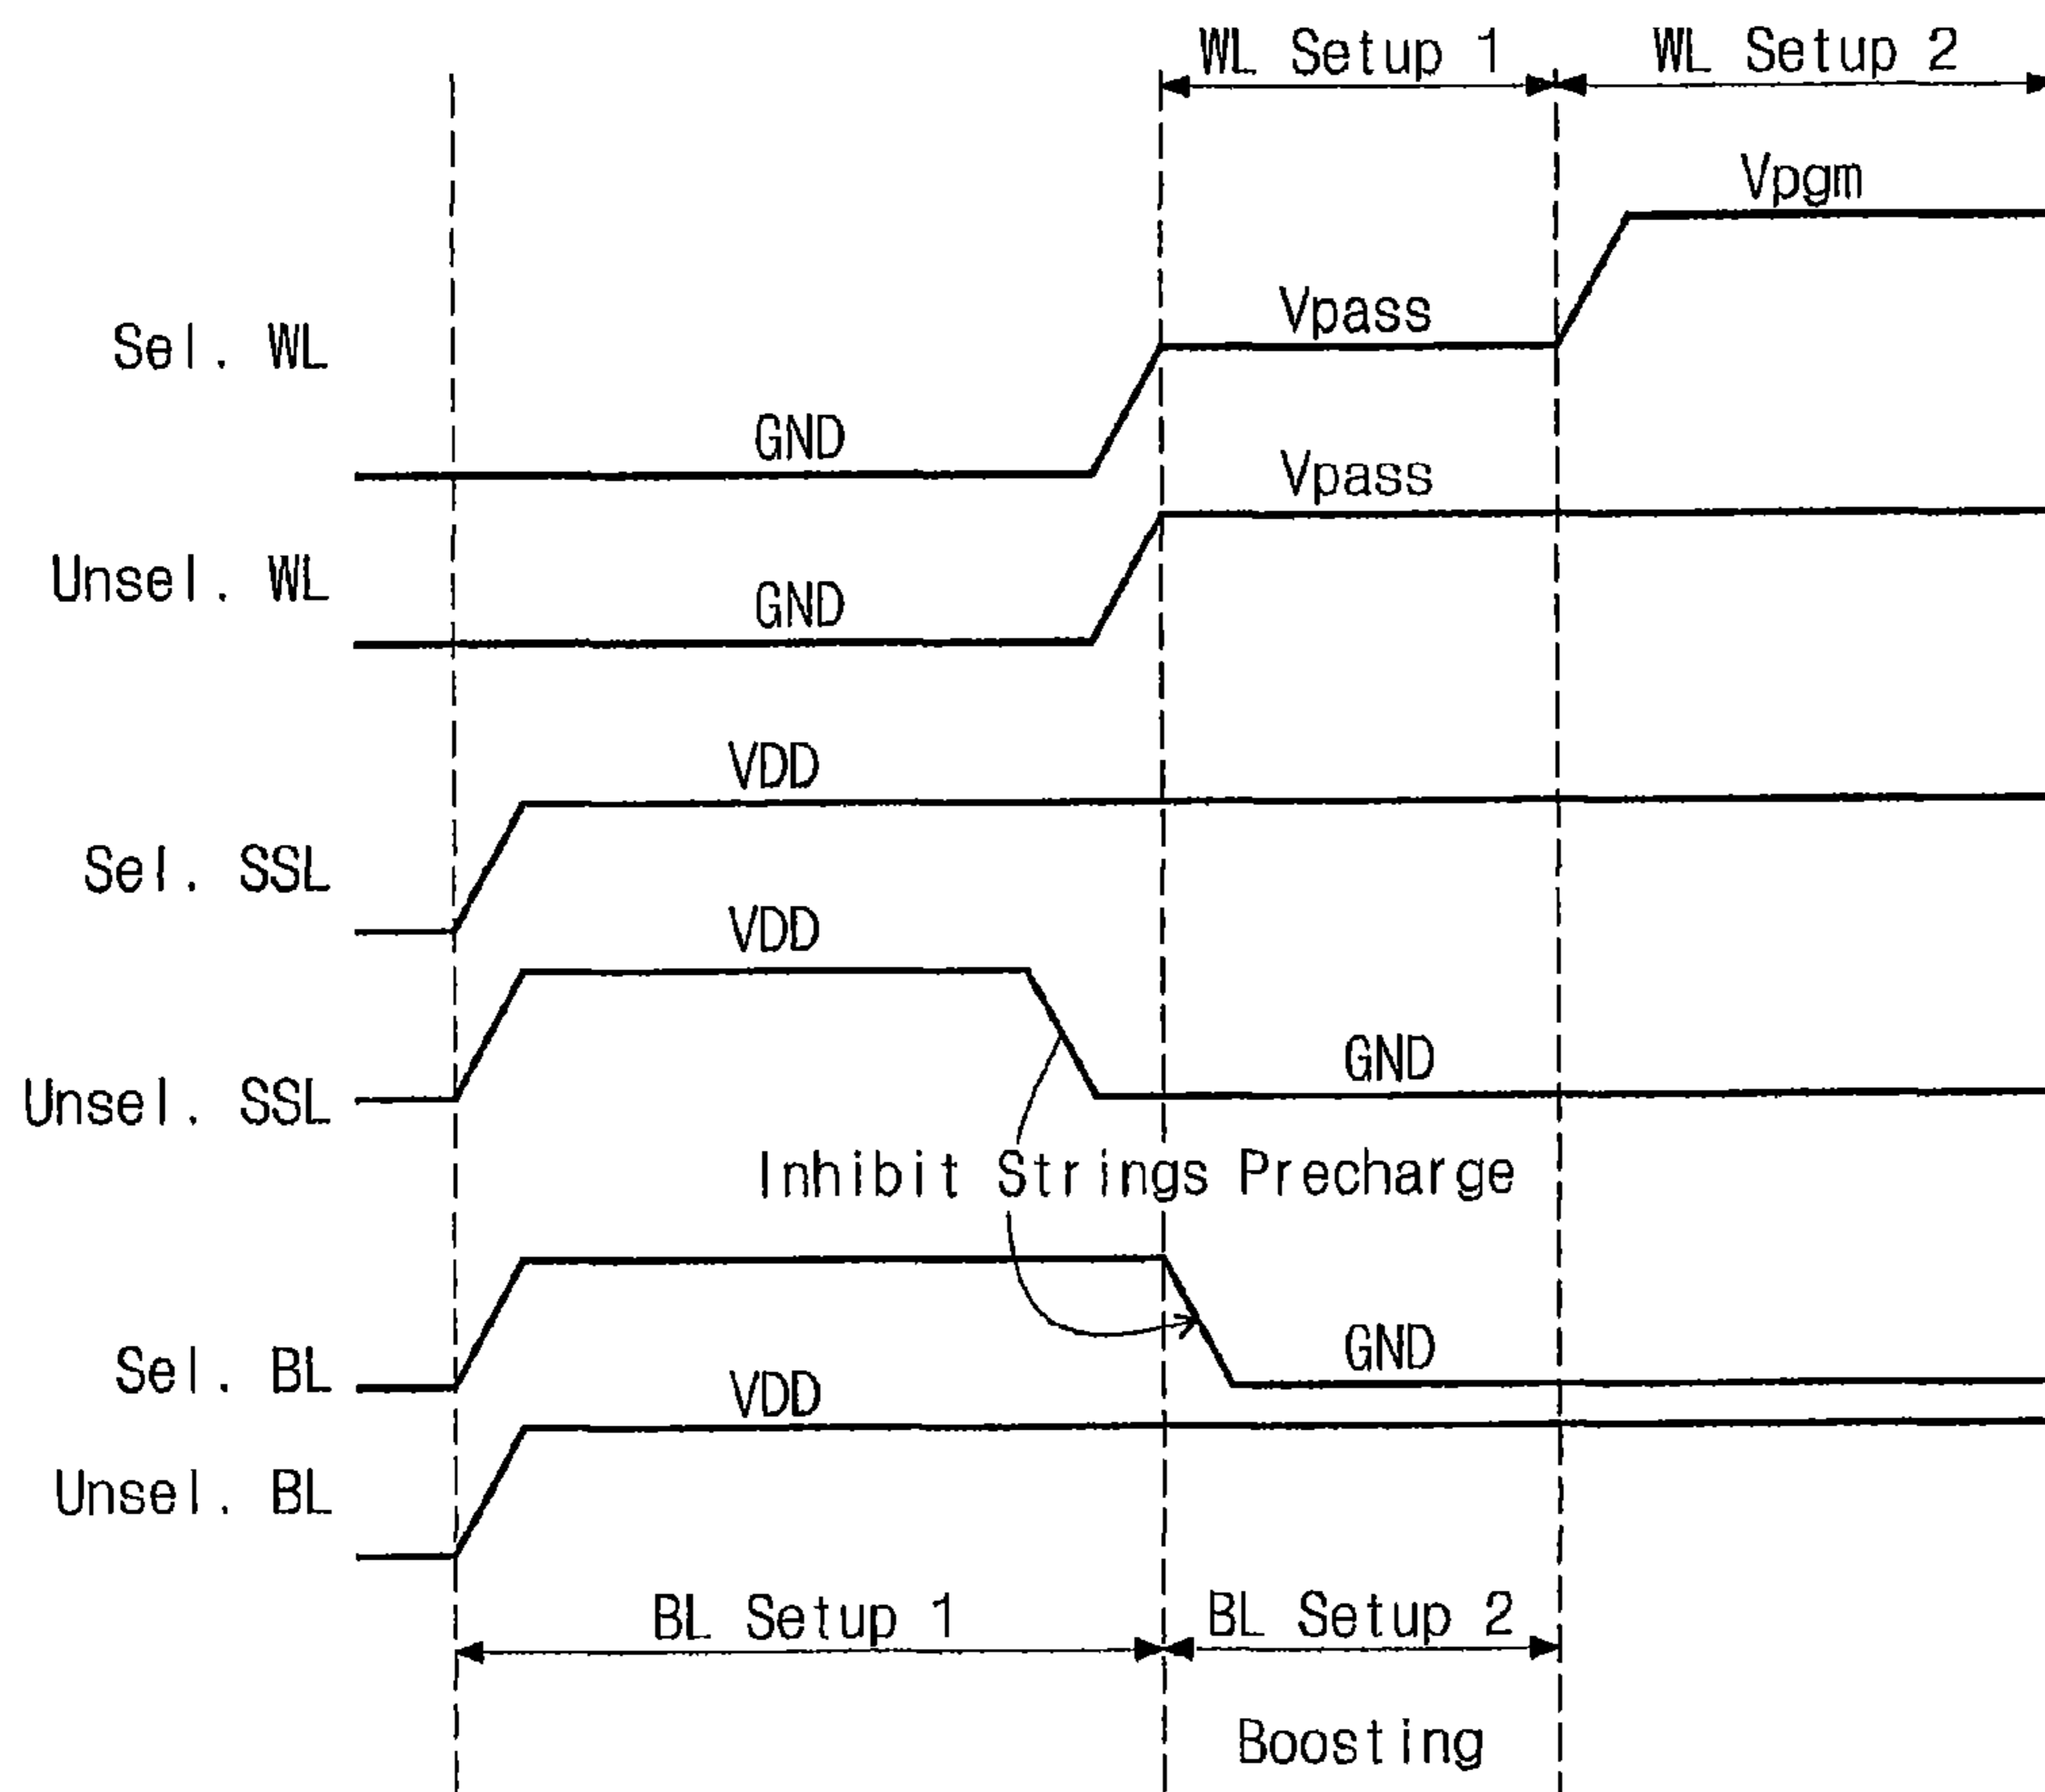 WL Setup 1
WL Setup 2
Vpgm
Vpass
Sel. WL
GND
Vpass
Unsel. WL
GND
VDD
Sel. SSL
VDD
GND
Unsel. SSL
Inhibit Strings Precharge
GND
Sel. BL
VDD
Unsel. BL
BL Setup 1
BL Setup 2
Boosting